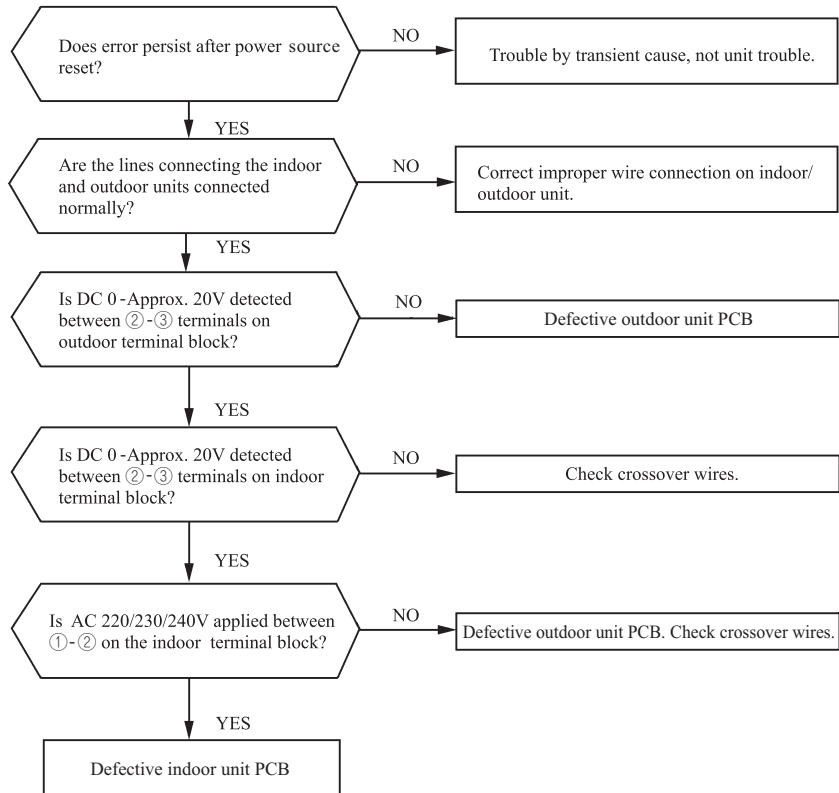 Does error persist after power source
reset?
NO
Trouble by transient cause, not unit trouble.
YES
Are the lines connecting the indoor
and outdoor units connected
normally?
NO
Correct improper wire connection on indoor/
outdoor unit.
YES
Is DC 0 -Approx. 20V detected
between ②-③ terminals on
outdoor terminal block?
NO
Defective outdoor unit PCB
YES
Is DC 0 -Approx. 20V detected
between ②-③ terminals on indoor
terminal block?
NO
Check crossover wires.
YES
Is AC 220/230/240V applied between
①-② on the indoor terminal block?
NO
Defective outdoor unit PCB. Check crossover wires.
YES
Defective indoor unit PCB